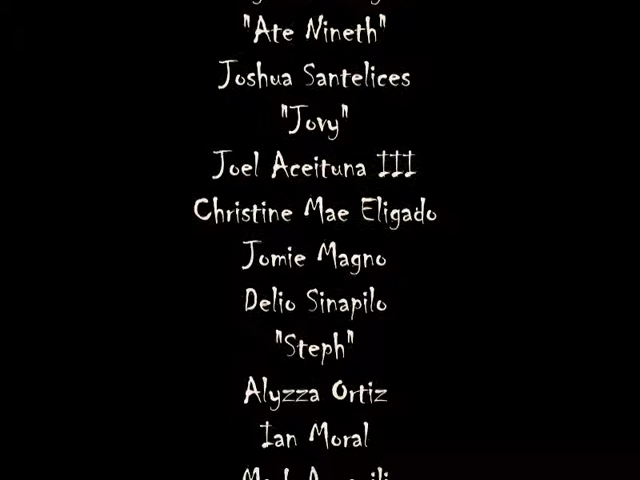 "Ate Nineth"
Joshua Santelices
"Jovy"
Joel Aceituna III
Christine Mae Eligado
Jomie Magno
Delio Sinapilo
"Steph"
Alyzza Ortiz
Ian Moral